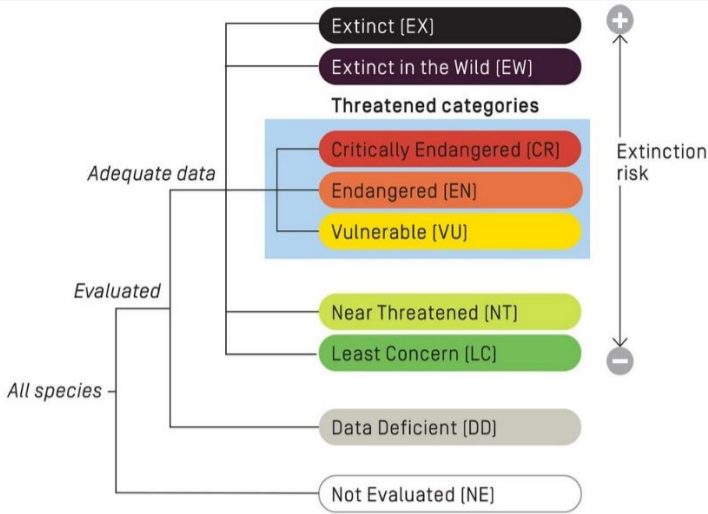 Extinct (EX)
+
Extinct in the Wild (EW)
Threatened categories
Critically Endangered (CR)
Extinction
risk
Adequate data
Endangered (EN)
Vulnerable (VU)
Evaluated
Near Threatened (NT)
Least Concern (LC)
−
All species
Data Deficient (DD)
Not Evaluated (NE)